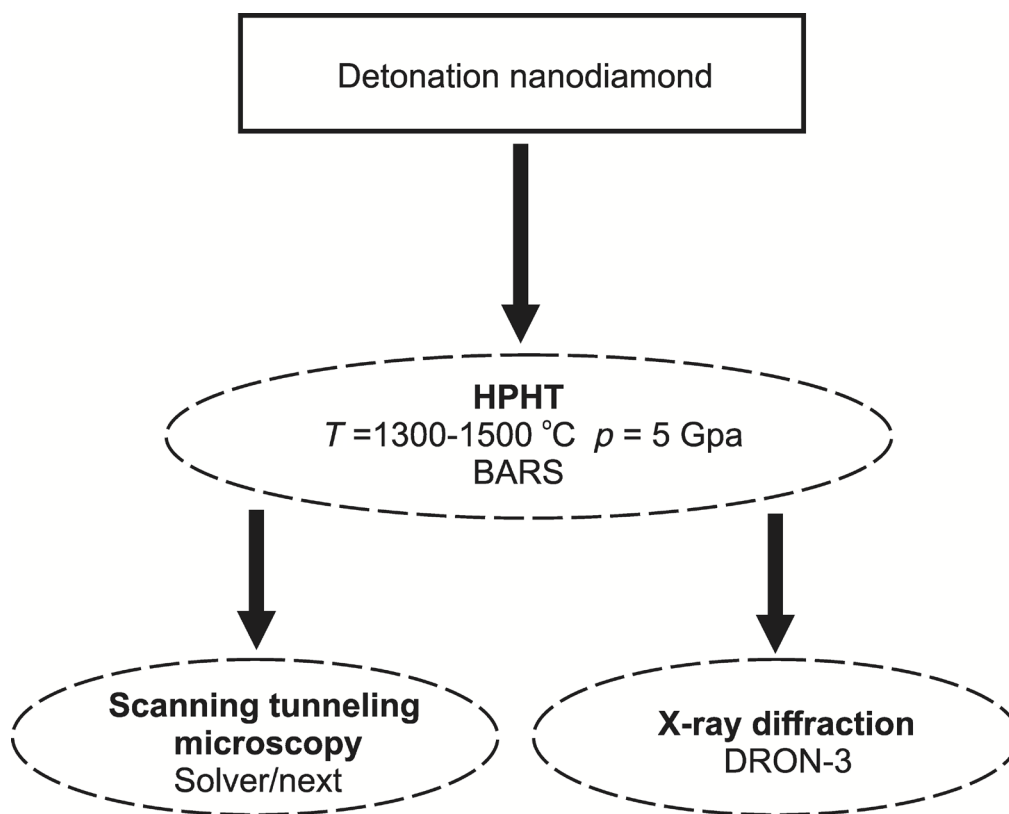 Detonation nanodiamond
HPHT
T =1300-1500 °C p = 5 Gpa
BARS
Scanning tunneling
microscopy
Solver/next
X-ray diffraction
DRON-3